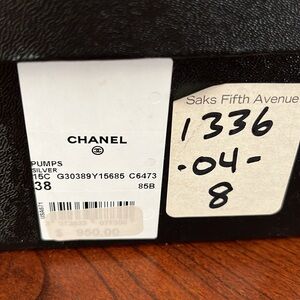 CHANEL
PUMPS
SILVER
15C G30389Y15685 C6473
38 85B
$ 950.00
Saks Fifth Avenue
1336
-04-
8